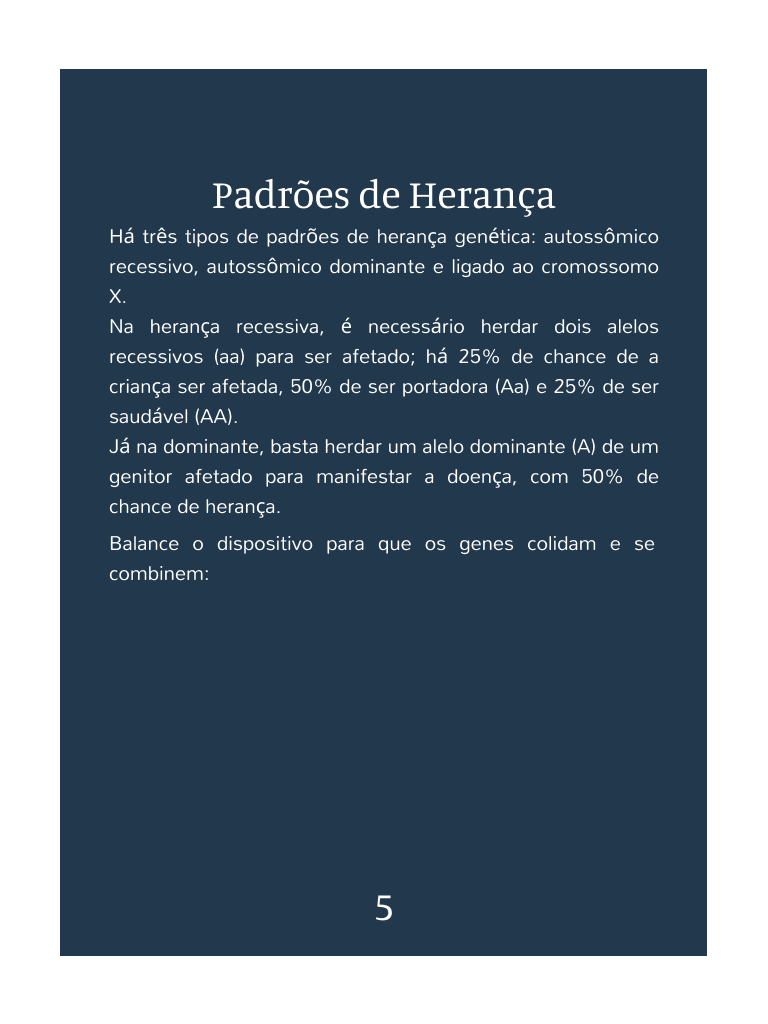 Padrões de Herança
Há três tipos de padrões de herança genética: autossômico
recessivo, autossômico dominante e ligado ao cromossomo
X.
Na herança recessiva, é necessário herdar dois alelos
recessivos (aa) para ser afetado; há 25% de chance de a
criança ser afetada, 50% de ser portadora (Aa) e 25% de ser
saudável (AA).
Já na dominante, basta herdar um alelo dominante (A) de um
genitor afetado para manifestar a doença, com 50% de
chance de herança.
Balance o dispositivo para que os genes colidam e se
combinem:
5